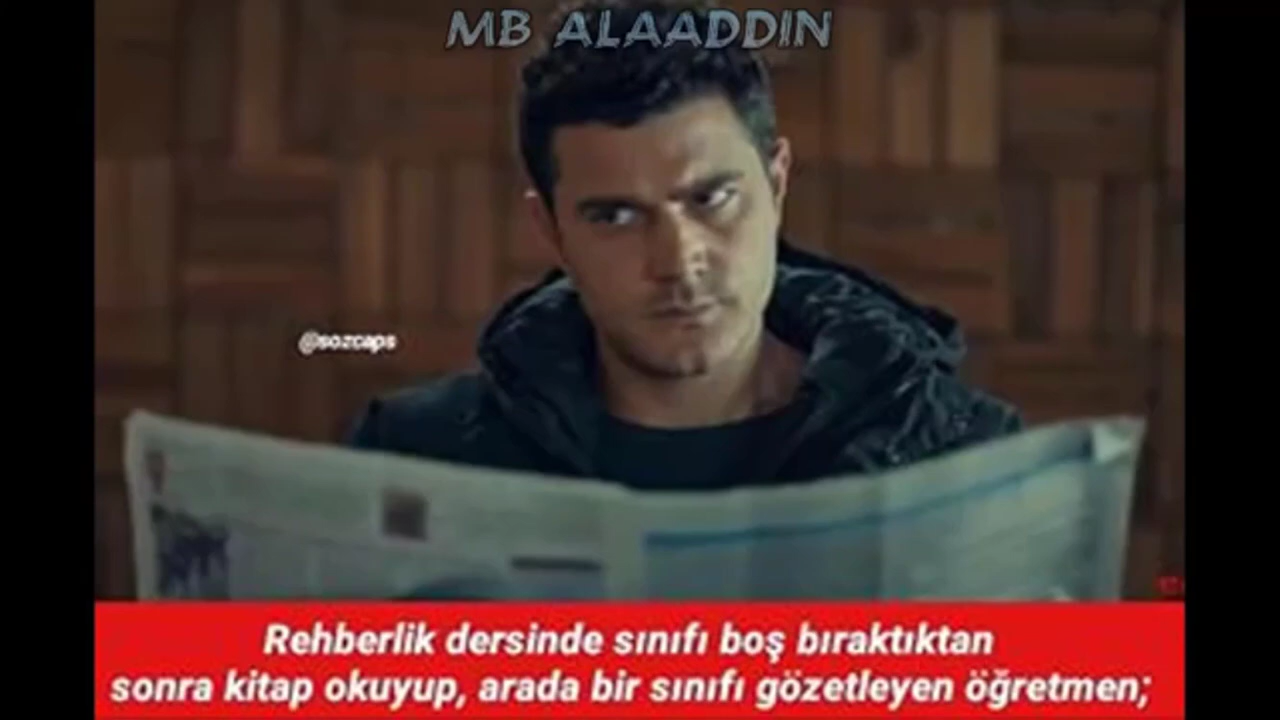 MB ALAADDIN
@sozcaps
Rehberlik dersinde sınıfı boş bıraktıktan
sonra kitap okuyup, arada bir sınıfı gözetleyen öğretmen;